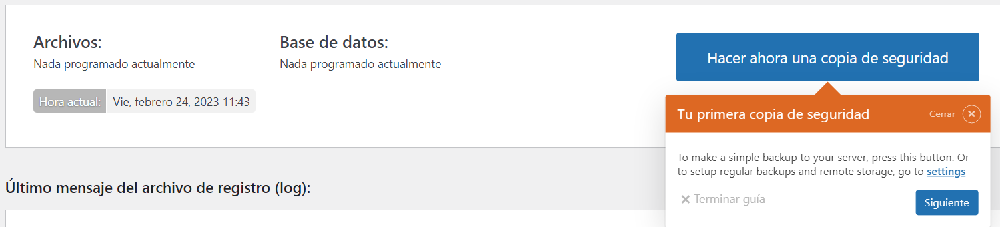 Archivos:
Nada programado actualmente
Base de datos:
Nada programado actualmente
Hora actual: Vie, febrero 24, 2023 11:43
Hacer ahora una copia de seguridad
Tu primera copia de seguridad
Cerrar
To make a simple backup to your server, press this button. Or
to setup regular backups and remote storage, go to settings
Terminar guía
Siguiente
Último mensaje del archivo de registro (log):